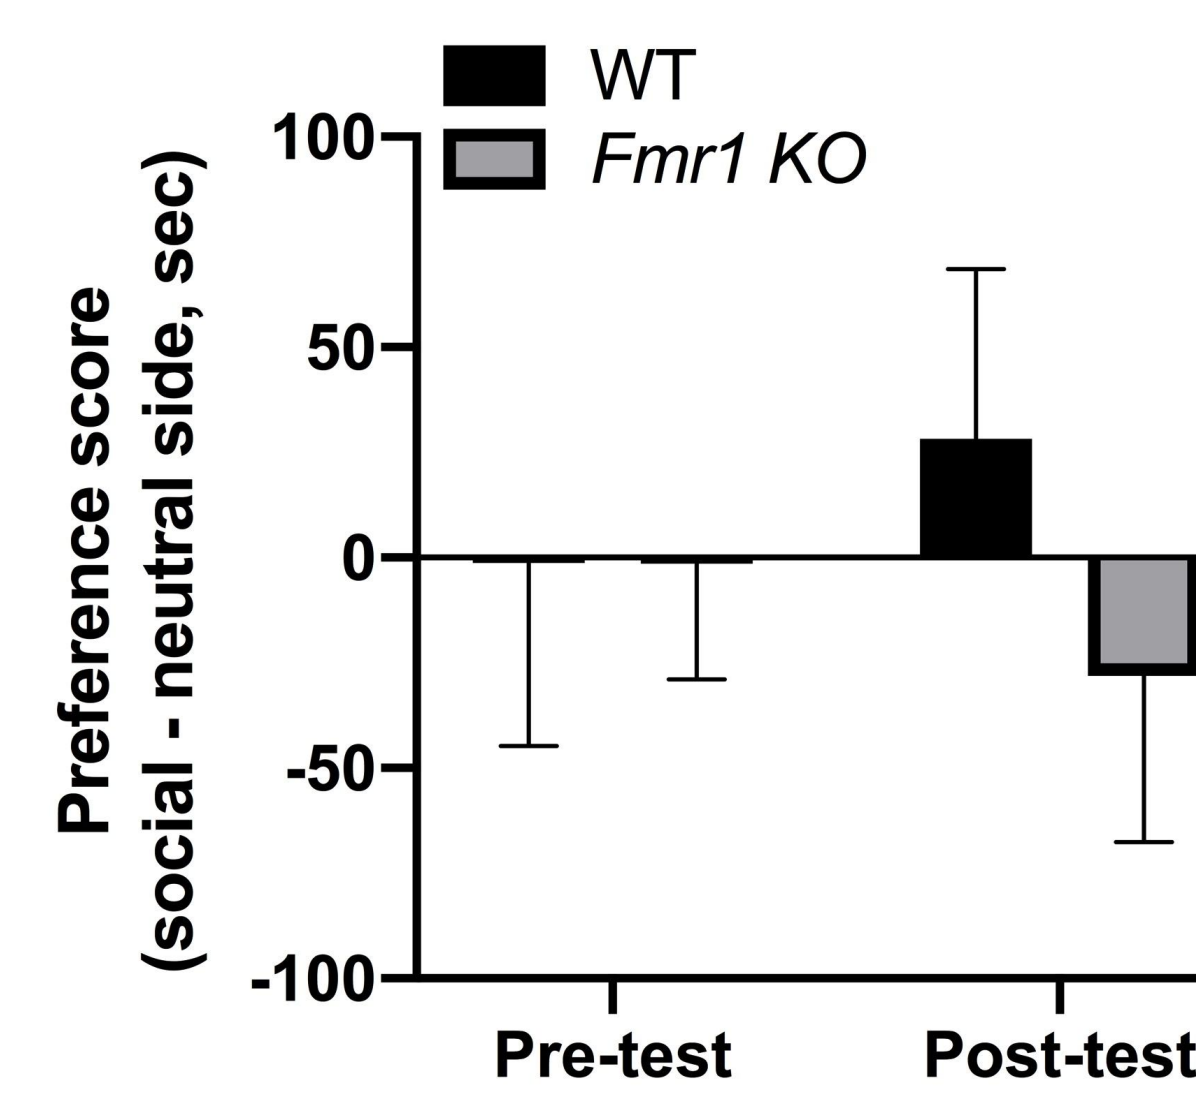 WT
Fmr1 KO
Preference score
(social - neutral side, sec)
100
50
0
-50
-100
Pre-test
Post-test